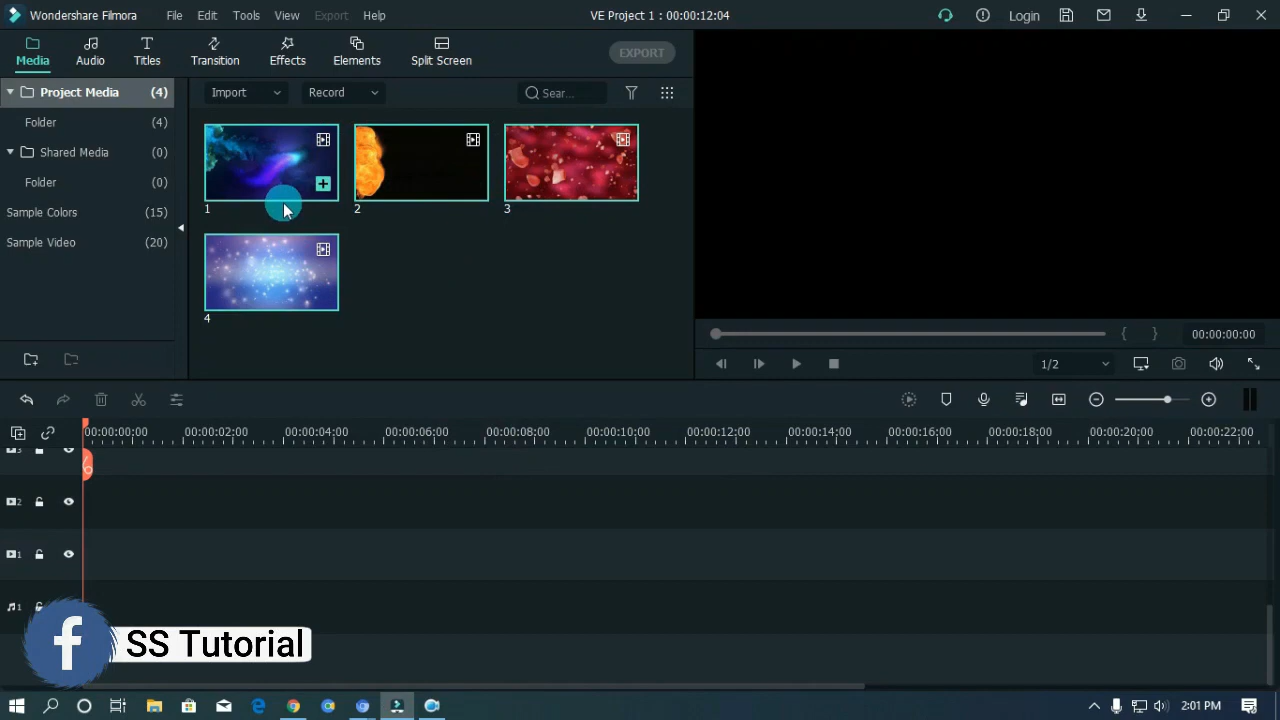 Wondershare Filmora File Edit Tools View Export Help VE Project 1 : 00:00:12:04 Login
Media Audio Titles Transition Effects Elements Split Screen EXPORT
Project Media (4)
Folder (4)
Shared Media (0)
Folder (0)
Sample Colors (15)
Sample Video (20)
Import Record Sear...
1
2
3
4
00:00:00:00
1/2
00:00:00:00 00:00:02:00 00:00:04:00 00:00:06:00 00:00:08:00 00:00:10:00 00:00:12:00 00:00:14:00 00:00:16:00 00:00:18:00 00:00:20:00 00:00:22:00
3
2
1
1
f SS Tutorial
2:01 PM